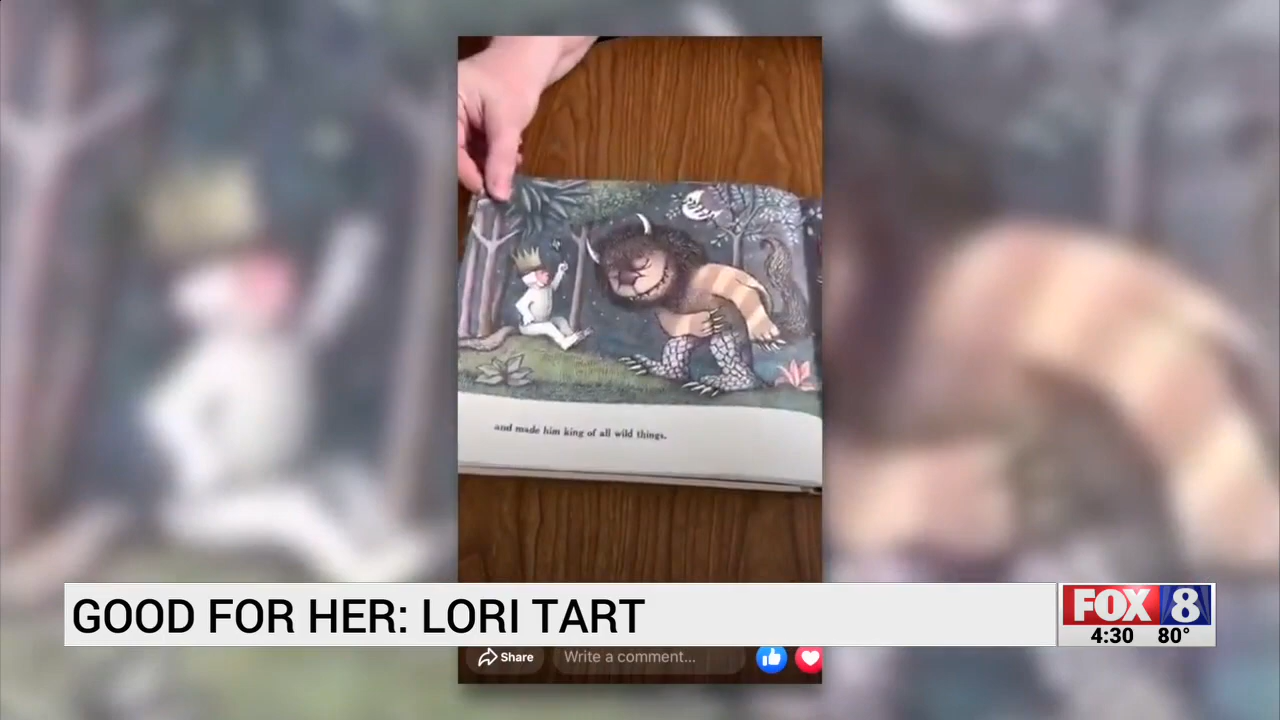 and made him king of all wild things.
GOOD FOR HER: LORI TART
FOX 8
4:30 80°
Share
Write a comment...